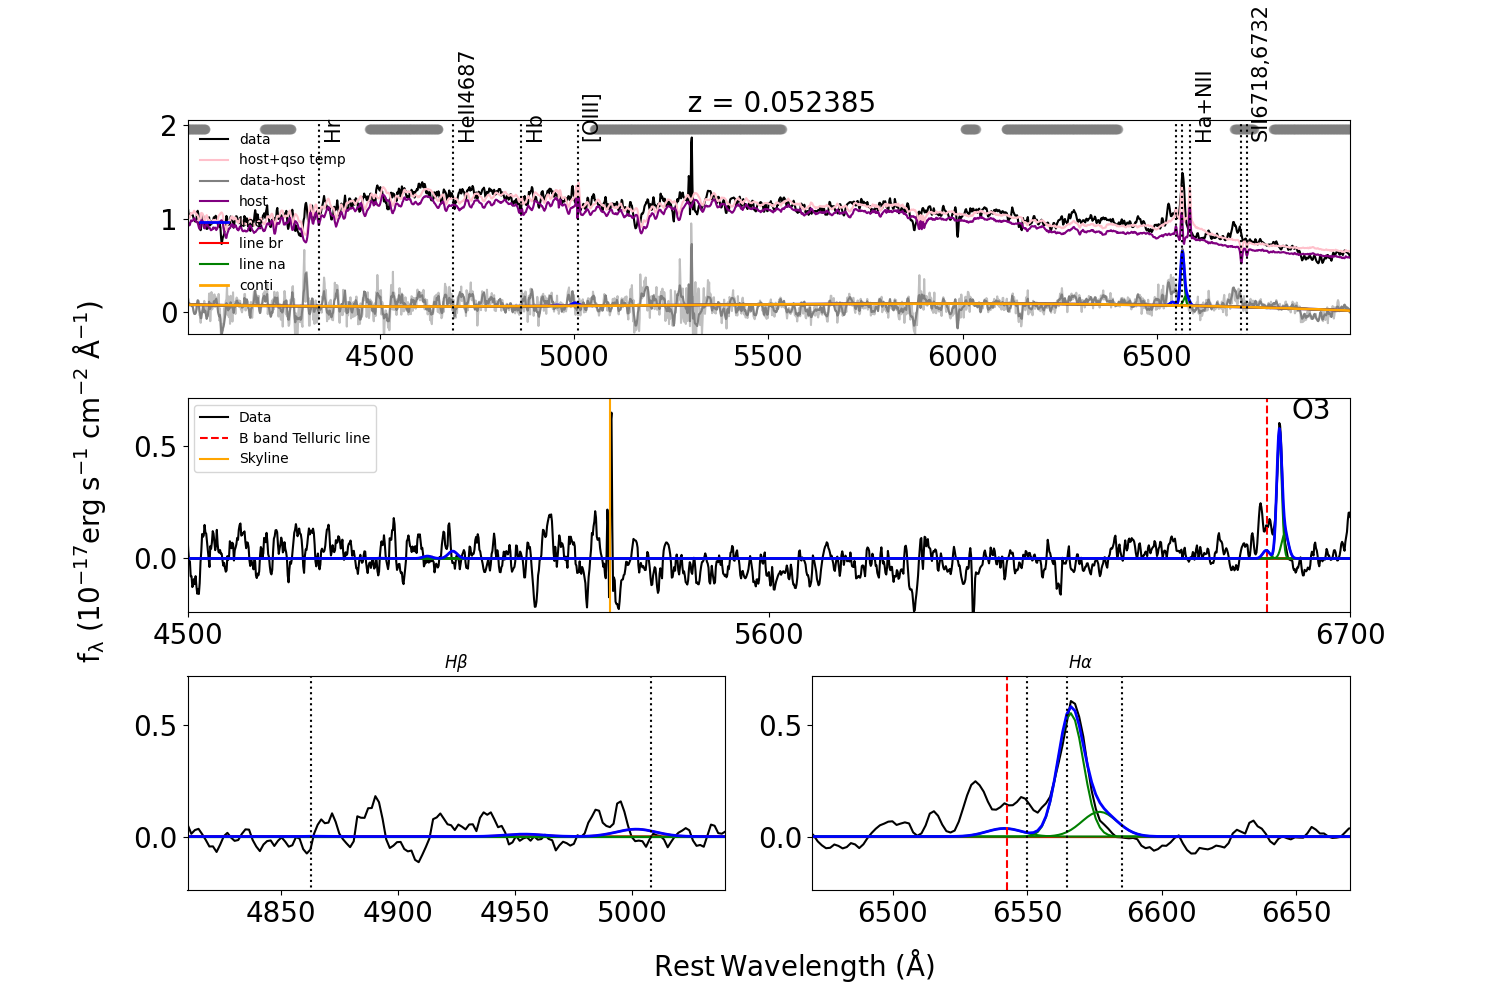 z = 0.052385
Hr
HeII4687
Hb
[OIII]
Ha+NII
SII6718,6732
data
host+qso temp
data-host
host
line br
line na
conti
2
1
0
4500 5000 5500 6000 6500
fλ (10⁻¹⁷erg s⁻¹ cm⁻² Å⁻¹)
Data
B band Telluric line
Skyline
O3
0.5
0.0
4500 5600 6700
Hβ
0.5
0.0
4850 4900 4950 5000
Hα
0.5
0.0
6500 6550 6600 6650
Rest Wavelength (Å)